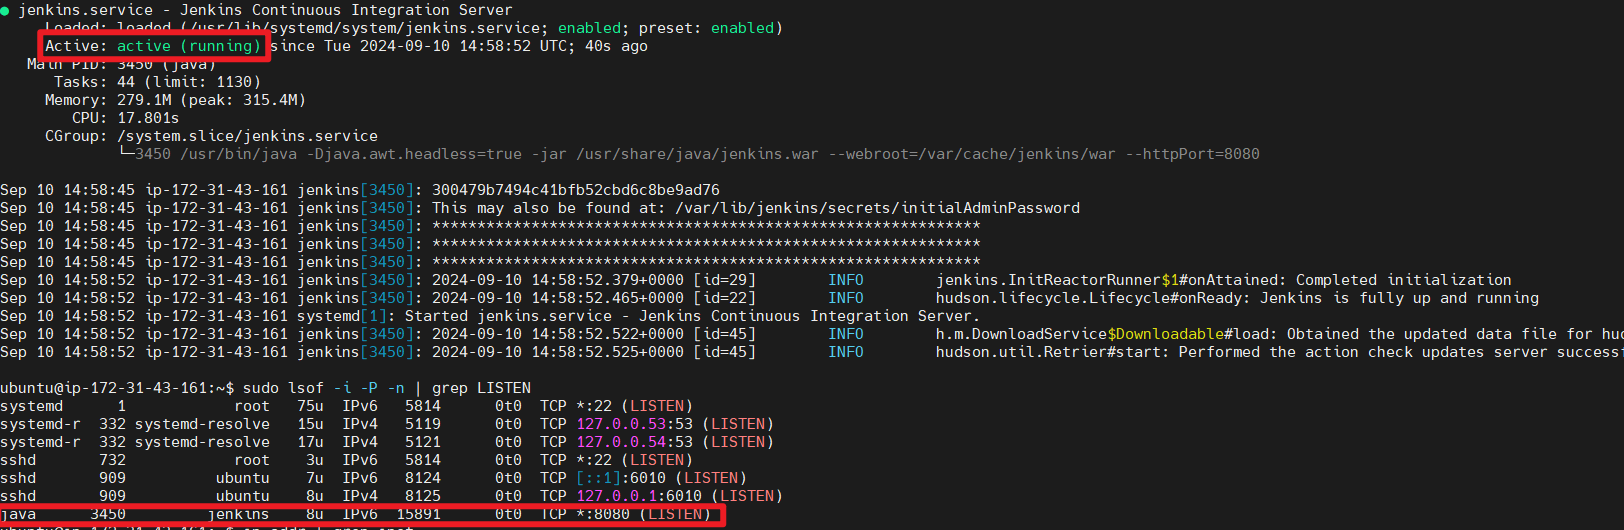 ● jenkins.service - Jenkins Continuous Integration Server
Loaded: loaded (/usr/lib/systemd/system/jenkins.service; enabled; preset: enabled)
Active: active (running) since Tue 2024-09-10 14:58:52 UTC; 40s ago
Main PID: 3450 (java)
Tasks: 44 (limit: 1130)
Memory: 279.1M (peak: 315.4M)
CPU: 17.801s
CGroup: /system.slice/jenkins.service
└─3450 /usr/bin/java -Djava.awt.headless=true -jar /usr/share/java/jenkins.war --webroot=/var/cache/jenkins/war --httpPort=8080
Sep 10 14:58:45 ip-172-31-43-161 jenkins[3450]: 300479b7494c41bfb52cbd6c8be9ad76
Sep 10 14:58:45 ip-172-31-43-161 jenkins[3450]: This may also be found at: /var/lib/jenkins/secrets/initialAdminPassword
Sep 10 14:58:45 ip-172-31-43-161 jenkins[3450]: *************************************************************
Sep 10 14:58:45 ip-172-31-43-161 jenkins[3450]: *************************************************************
Sep 10 14:58:45 ip-172-31-43-161 jenkins[3450]: *************************************************************
Sep 10 14:58:52 ip-172-31-43-161 jenkins[3450]: 2024-09-10 14:58:52.379+0000 [id=29] INFO jenkins.InitReactorRunner$1#onAttained: Completed initialization
Sep 10 14:58:52 ip-172-31-43-161 jenkins[3450]: 2024-09-10 14:58:52.465+0000 [id=22] INFO hudson.lifecycle.Lifecycle#onReady: Jenkins is fully up and running
Sep 10 14:58:52 ip-172-31-43-161 systemd[1]: Started jenkins.service - Jenkins Continuous Integration Server.
Sep 10 14:58:52 ip-172-31-43-161 jenkins[3450]: 2024-09-10 14:58:52.522+0000 [id=45] INFO h.m.DownloadService$Downloadable#load: Obtained the updated data file for hud
Sep 10 14:58:52 ip-172-31-43-161 jenkins[3450]: 2024-09-10 14:58:52.525+0000 [id=45] INFO hudson.util.Retrier#start: Performed the action check updates server successf
ubuntu@ip-172-31-43-161:~$ sudo lsof -i -P -n | grep LISTEN
systemd 1 root 75u IPv6 5814 0t0 TCP *:22 (LISTEN)
systemd-r 332 systemd-resolve 15u IPv4 5119 0t0 TCP 127.0.0.53:53 (LISTEN)
systemd-r 332 systemd-resolve 17u IPv4 5121 0t0 TCP 127.0.0.54:53 (LISTEN)
sshd 732 root 3u IPv6 5814 0t0 TCP *:22 (LISTEN)
sshd 909 ubuntu 7u IPv6 8124 0t0 TCP [::1]:6010 (LISTEN)
sshd 909 ubuntu 8u IPv4 8125 0t0 TCP 127.0.0.1:6010 (LISTEN)
java 3450 jenkins 8u IPv6 15891 0t0 TCP *:8080 (LISTEN)